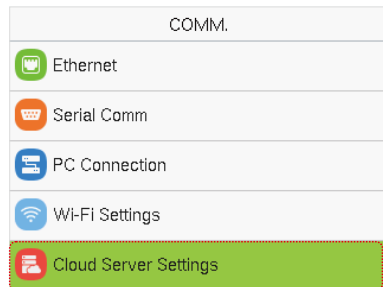 COMM.
Ethernet
Serial Comm
PC Connection
Wi-Fi Settings
Cloud Server Settings